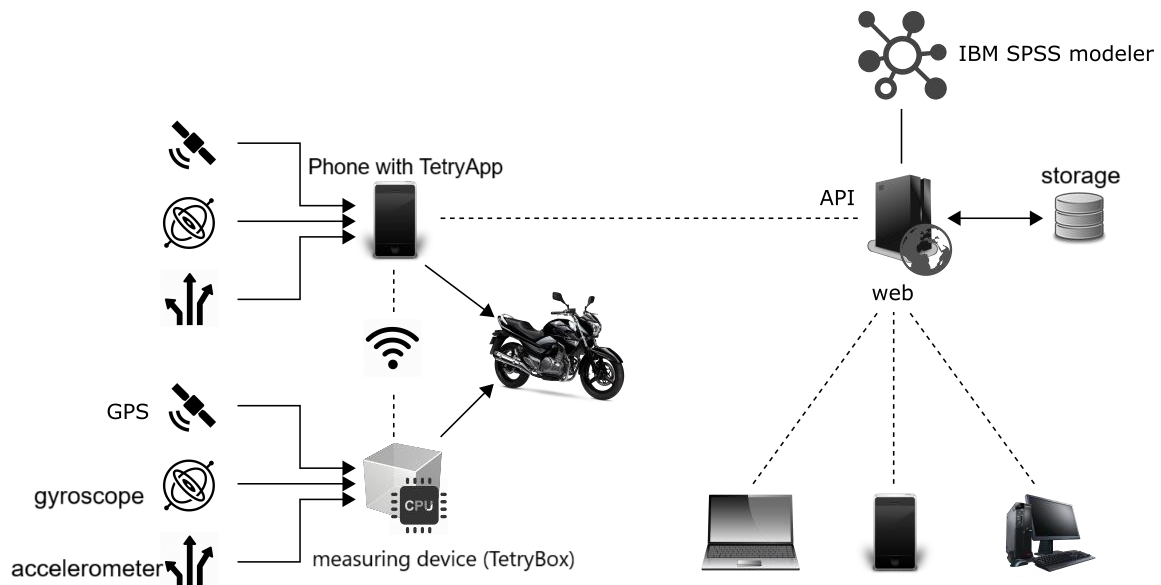 IBM SPSS modeler
Phone with TetryApp
API
storage
web
GPS
gyroscope
CPU
accelerometer
measuring device (TetryBox)